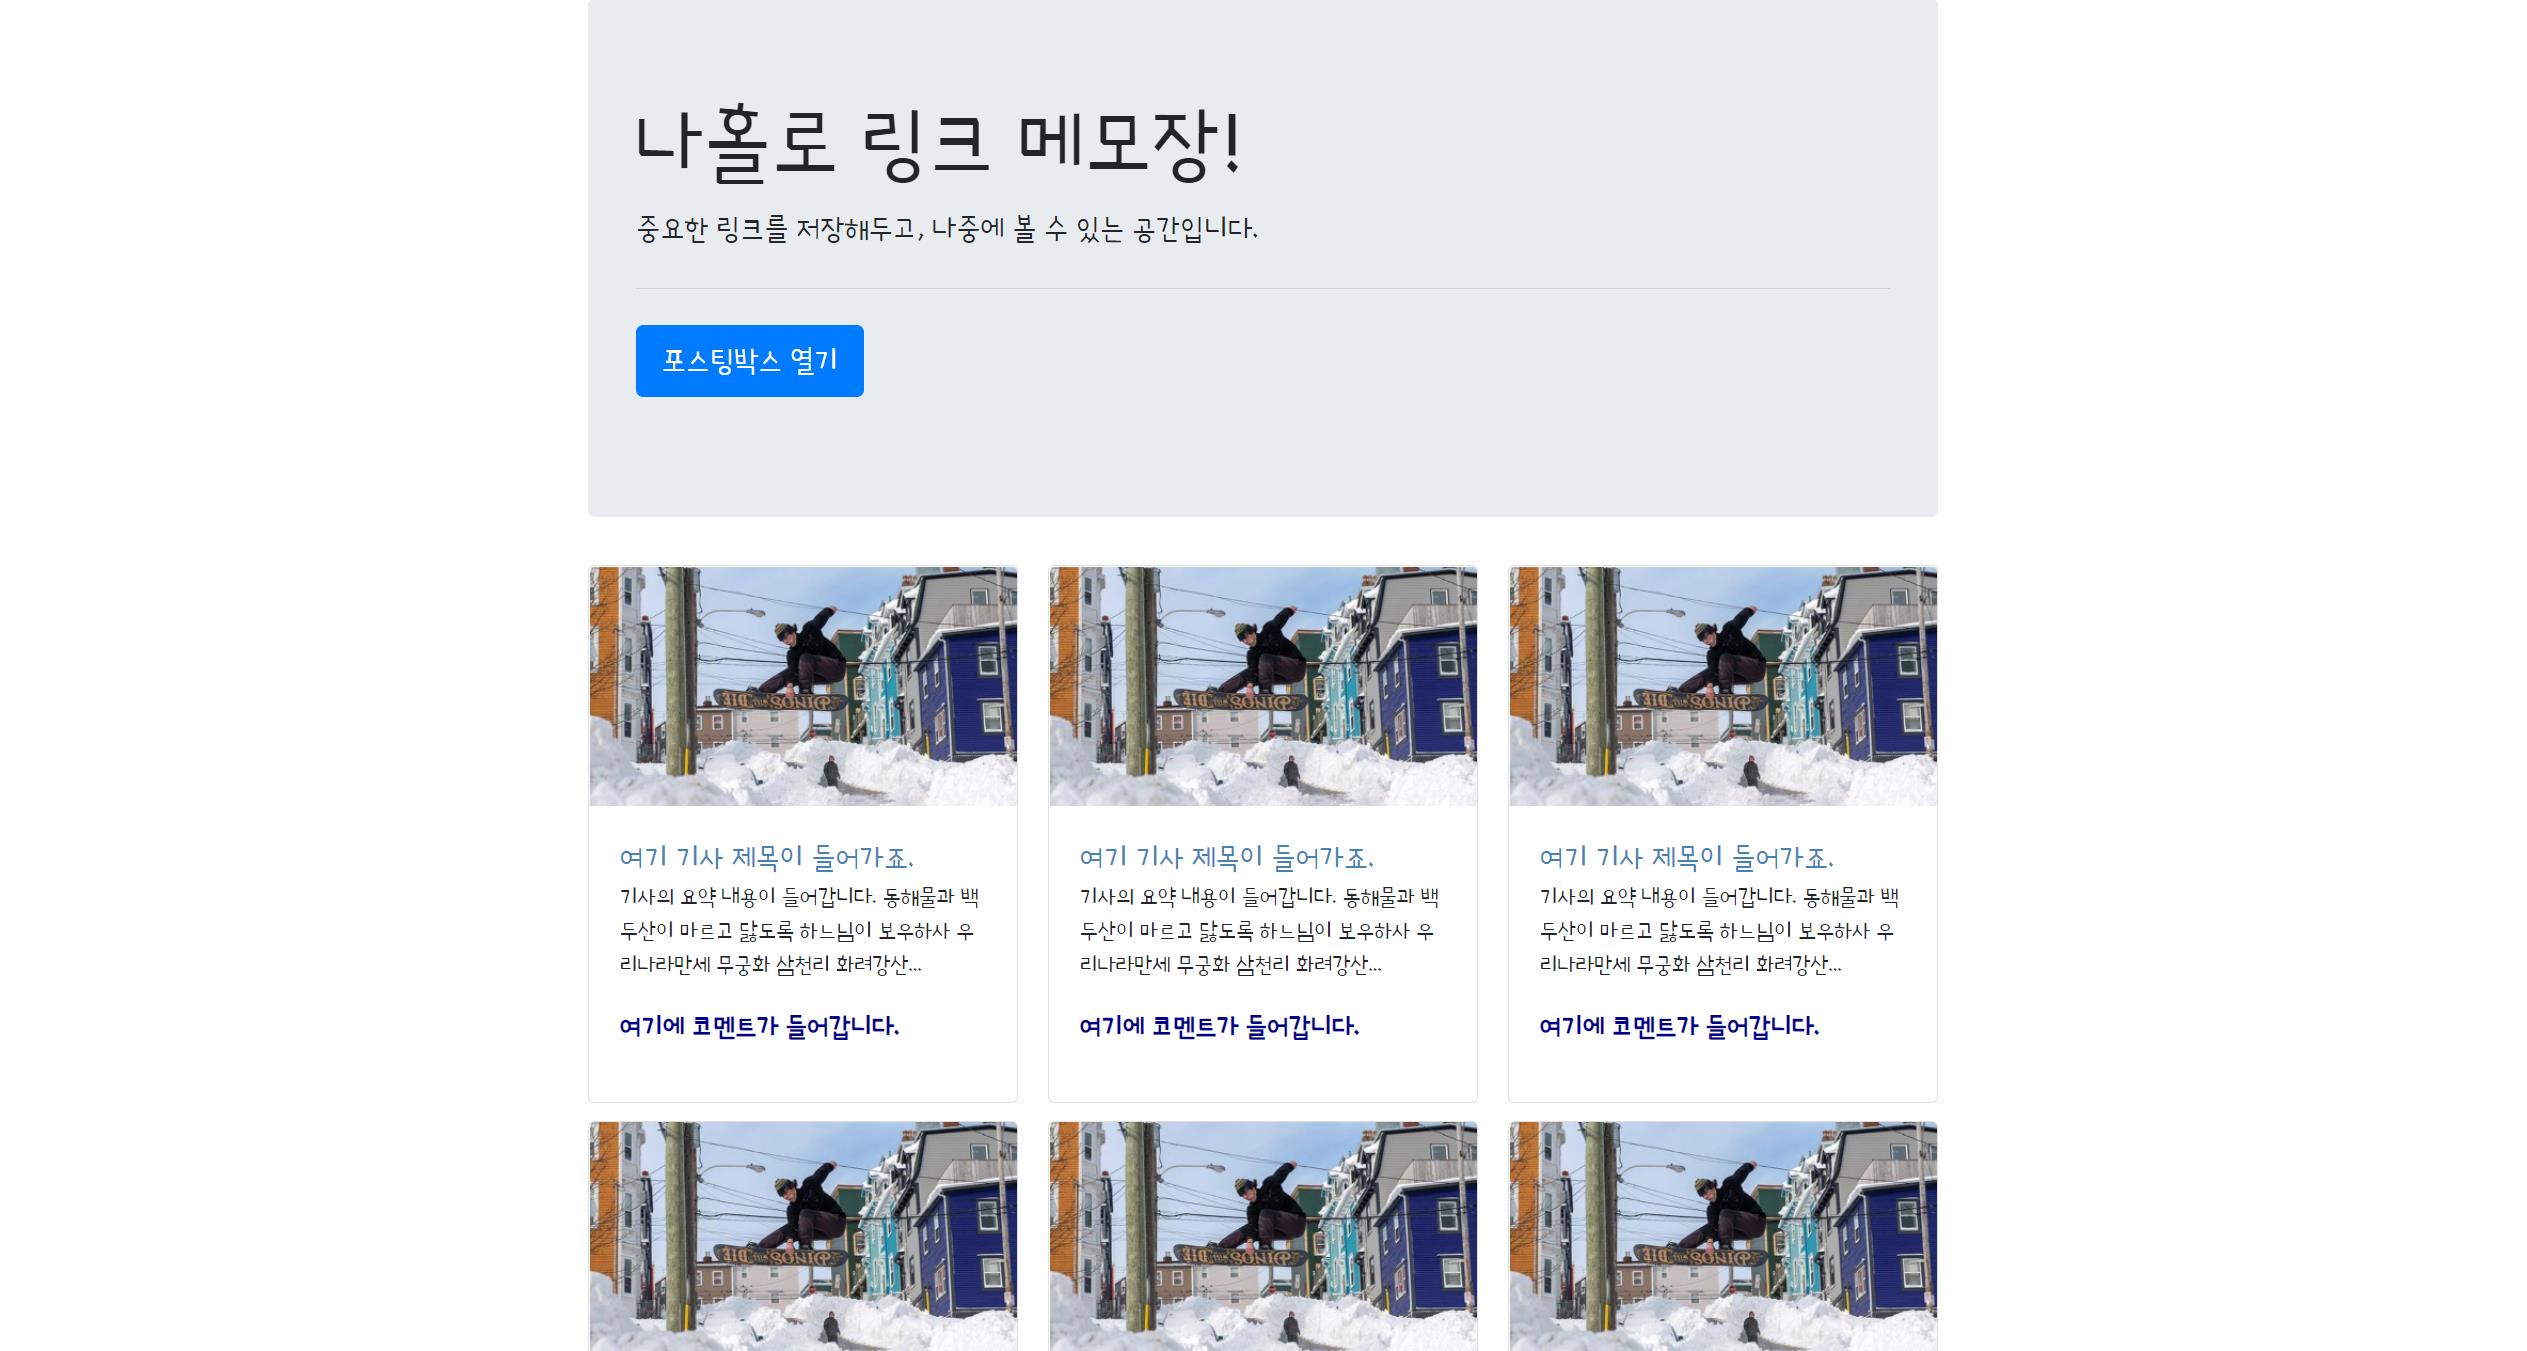 나홀로 링크 메모장!
중요한 링크를 저장해두고, 나중에 볼 수 있는 공간입니다.
포스팅박스 열기
여기 기사 제목이 들어가죠.
기사의 요약 내용이 들어갑니다. 동해물과 백
두산이 마르고 닳도록 하느님이 보우하사 우
리나라만세 무궁화 삼천리 화려강산...
여기에 코멘트가 들어갑니다.
여기 기사 제목이 들어가죠.
기사의 요약 내용이 들어갑니다. 동해물과 백
두산이 마르고 닳도록 하느님이 보우하사 우
리나라만세 무궁화 삼천리 화려강산...
여기에 코멘트가 들어갑니다.
여기 기사 제목이 들어가죠.
기사의 요약 내용이 들어갑니다. 동해물과 백
두산이 마르고 닳도록 하느님이 보우하사 우
리나라만세 무궁화 삼천리 화려강산...
여기에 코멘트가 들어갑니다.